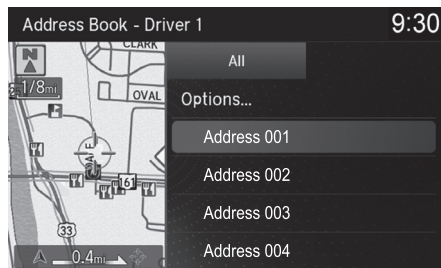 Address Book - Driver 1
9:30
CLARK
All
1/8mi
OVAL
Options...
Address 001
161
Address 002
Address 003
33
0.4mi
Address 004